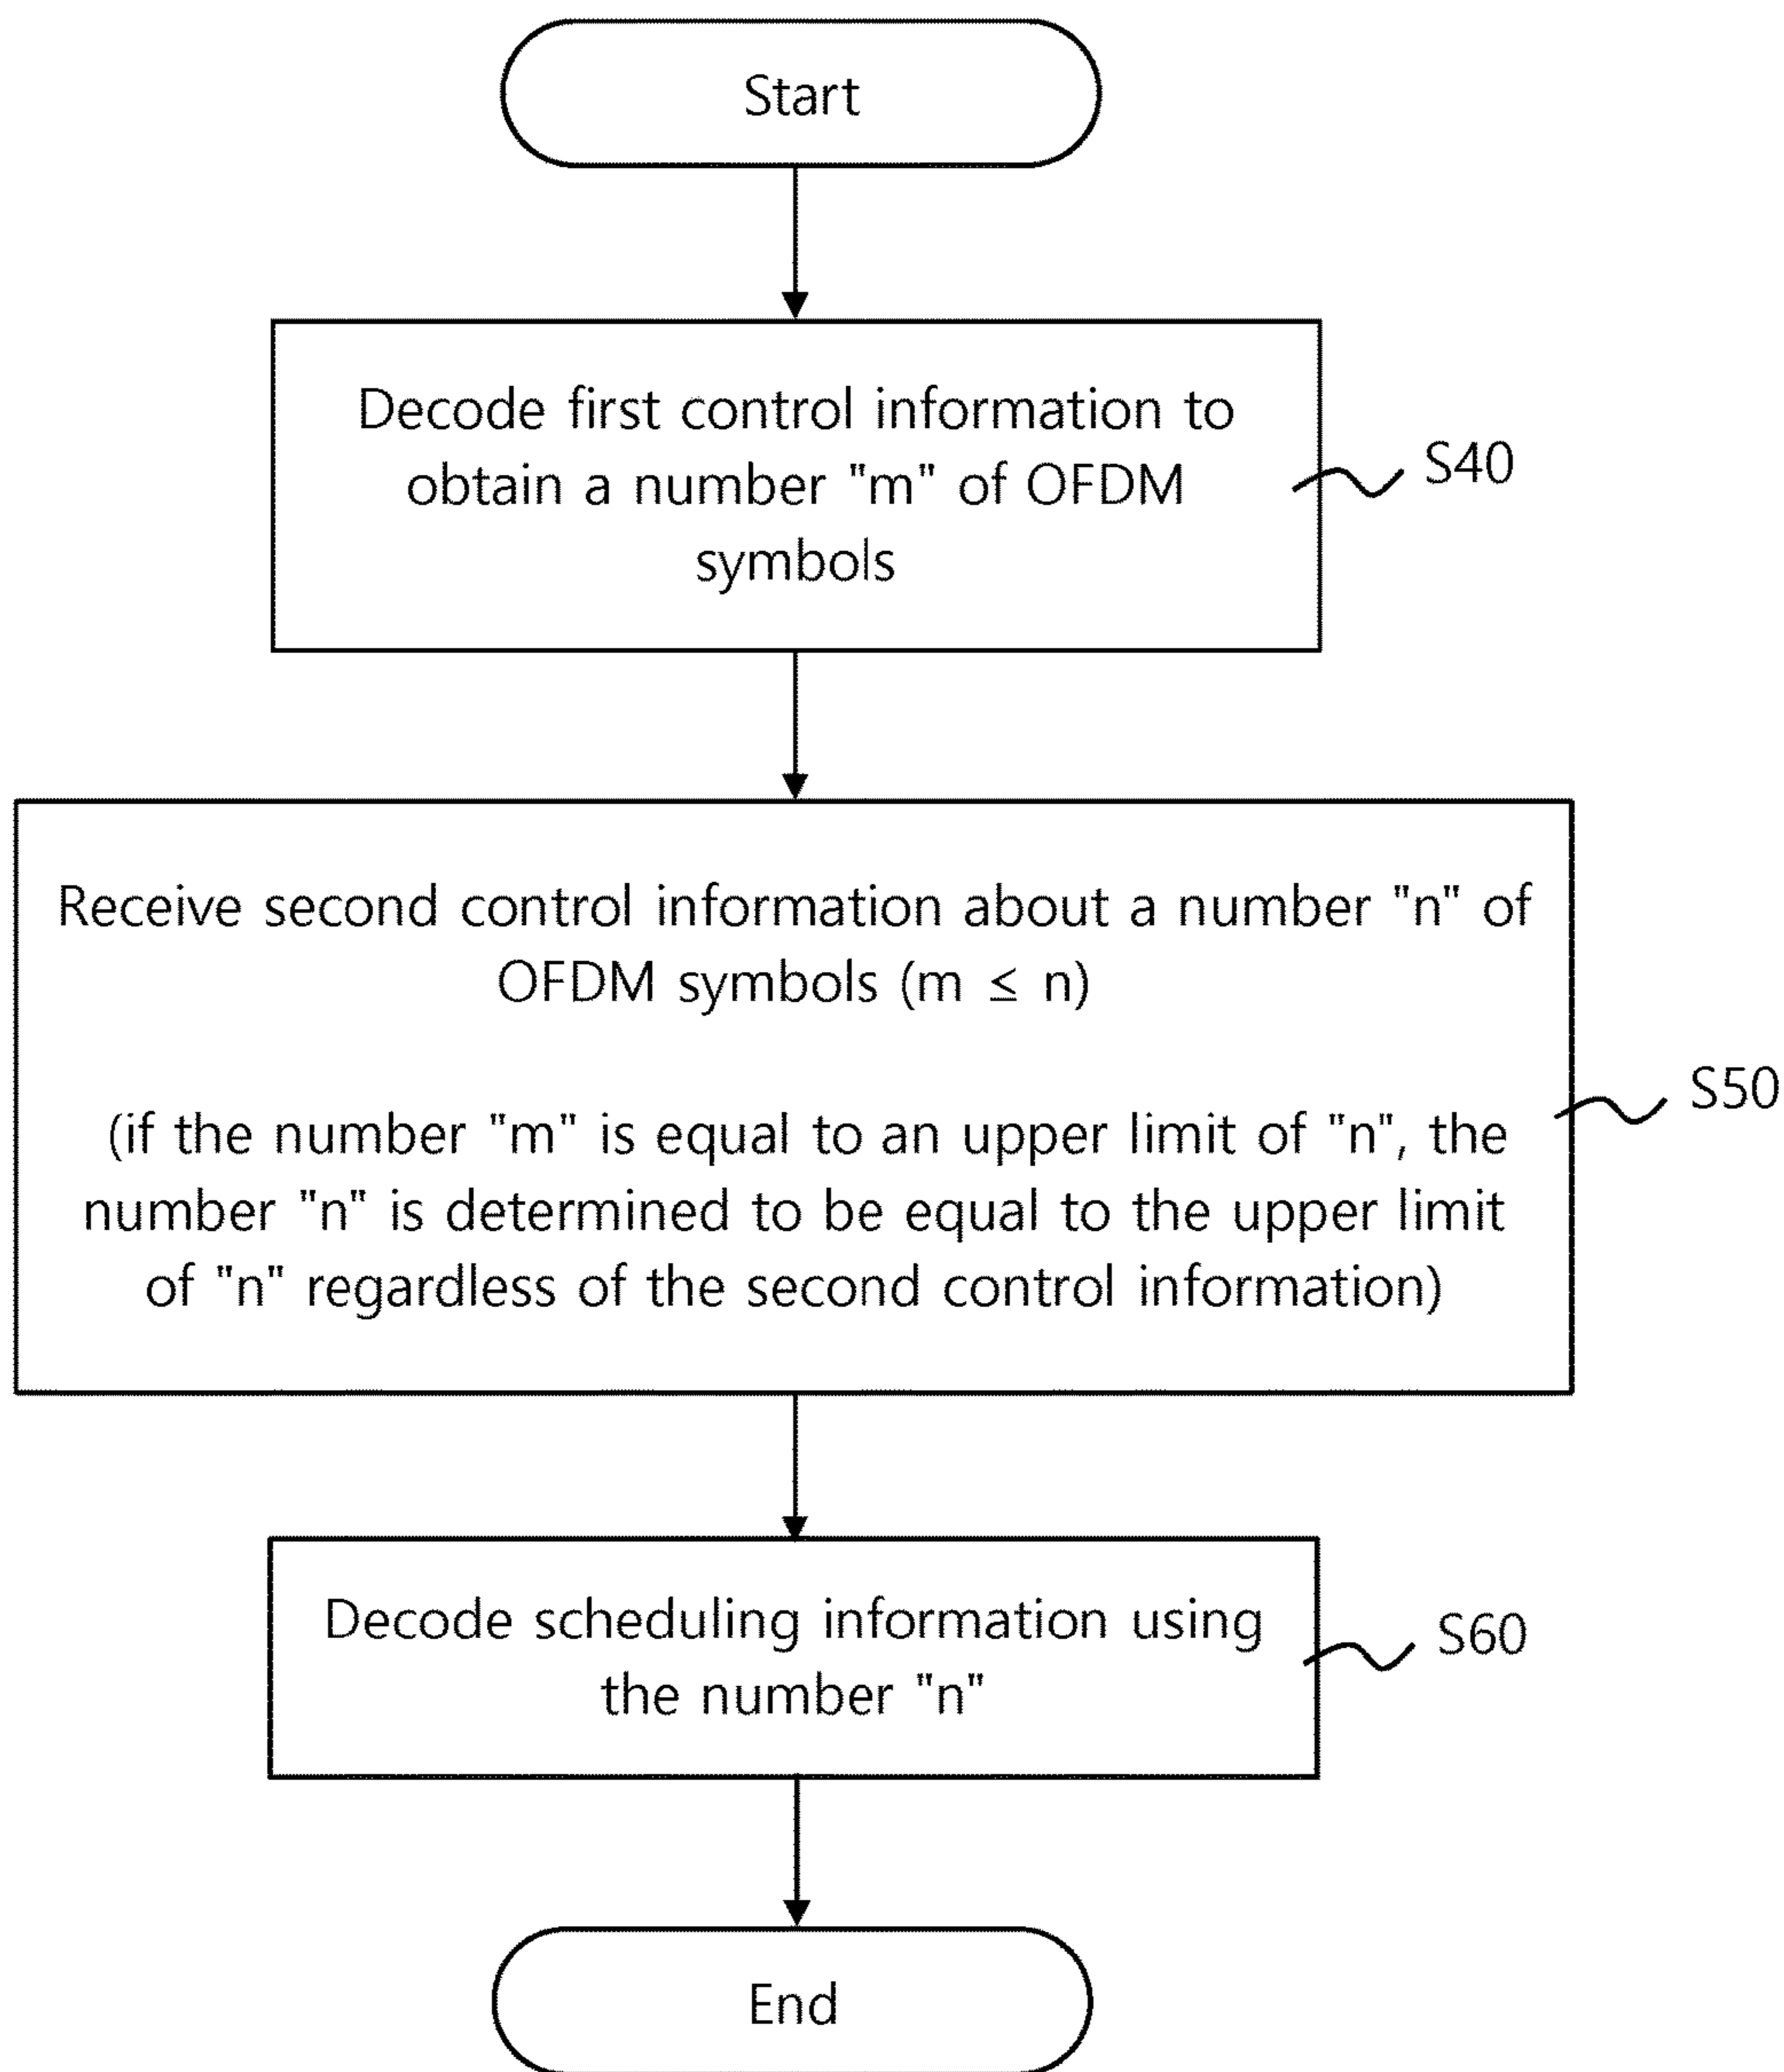 Start
Decode first control information to
obtain a number "m" of OFDM
symbols
S40
Receive second control information about a number "n" of
OFDM symbols (m ≤ n)
(if the number "m" is equal to an upper limit of "n", the
number "n" is determined to be equal to the upper limit
of "n" regardless of the second control information)
S50
Decode scheduling information using
the number "n"
S60
End